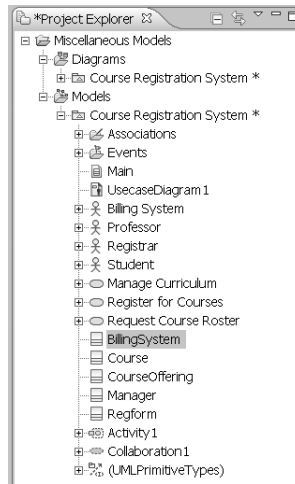 *Project Explorer
Miscellaneous Models
Diagrams
Course Registration System *
Models
Course Registration System *
Associations
Events
Main
UsecaseDiagram1
Billing System
Professor
Registrar
Student
Manage Curriculum
Register for Courses
Request Course Roster
BillingSystem
Course
CourseOffering
Manager
Regform
Activity1
Collaboration1
(UMLPrimitiveTypes)